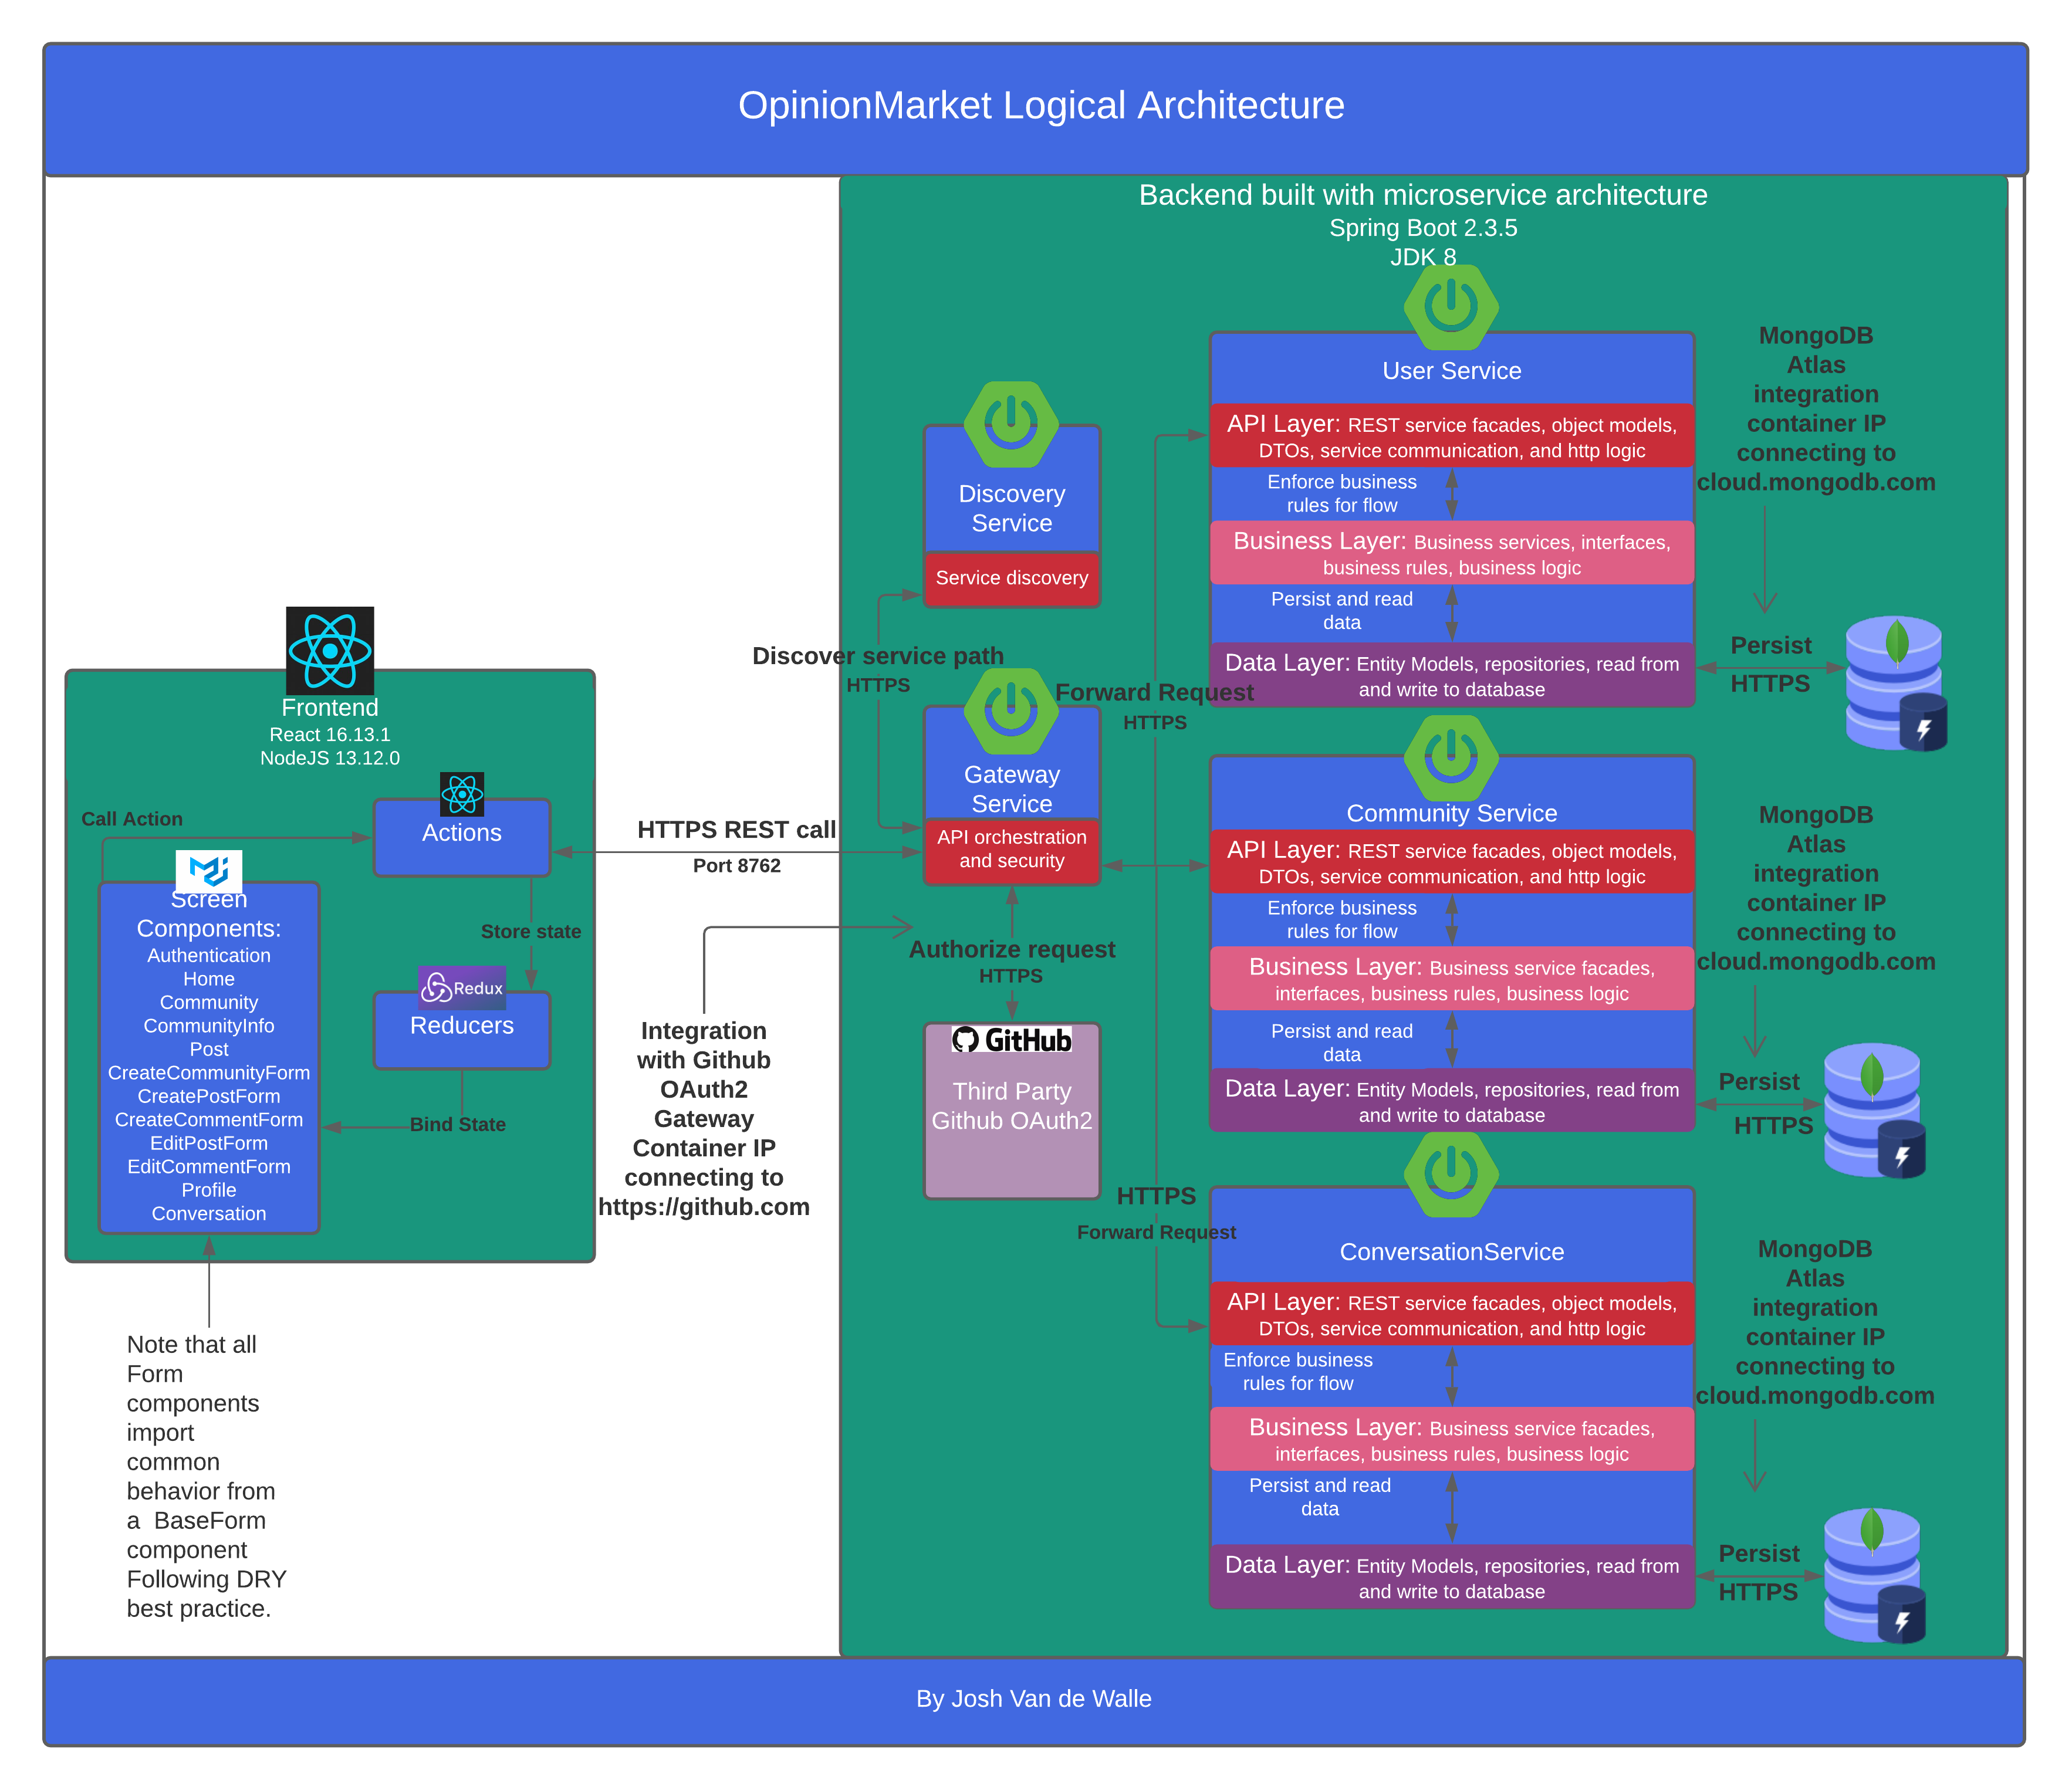 OpinionMarket Logical Architecture
Backend built with microservice architecture
Spring Boot 2.3.5
JDK 8
Frontend
React 16.13.1
NodeJS 13.12.0
Call Action
Actions
Store state
Redux
Reducers
Bind State
Screen
Components:
Authentication
Home
Community
CommunityInfo
Post
CreateCommunityForm
CreatePostForm
CreateCommentForm
EditPostForm
EditCommentForm
Profile
Conversation
Note that all
Form
components
import
common
behavior from
a  BaseForm
component
Following DRY
best practice.
HTTPS REST call
Port 8762
Integration
with Github
OAuth2
Gateway
Container IP
connecting to
https://github.com
Discovery
Service
Service discovery
Discover service path
HTTPS
Gateway
Service
API orchestration
and security
Authorize request
HTTPS
GitHub
Third Party
Github OAuth2
Forward Request
HTTPS
HTTPS
Forward Request
User Service
API Layer: REST service facades, object models,
DTOs, service communication, and http logic
Enforce business
rules for flow
Business Layer: Business services, interfaces,
business rules, business logic
Persist and read
data
Data Layer: Entity Models, repositories, read from
and write to database
MongoDB
Atlas
integration
container IP
connecting to
cloud.mongodb.com
Persist
HTTPS
Community Service
API Layer: REST service facades, object models,
DTOs, service communication, and http logic
Enforce business
rules for flow
Business Layer: Business service facades,
interfaces, business rules, business logic
Persist and read
data
Data Layer: Entity Models, repositories, read from
and write to database
MongoDB
Atlas
integration
container IP
connecting to
cloud.mongodb.com
Persist
HTTPS
ConversationService
API Layer: REST service facades, object models,
DTOs, service communication, and http logic
Enforce business
rules for flow
Business Layer: Business service facades,
interfaces, business rules, business logic
Persist and read
data
Data Layer: Entity Models, repositories, read from
and write to database
MongoDB
Atlas
integration
container IP
connecting to
cloud.mongodb.com
Persist
HTTPS
By Josh Van de Walle